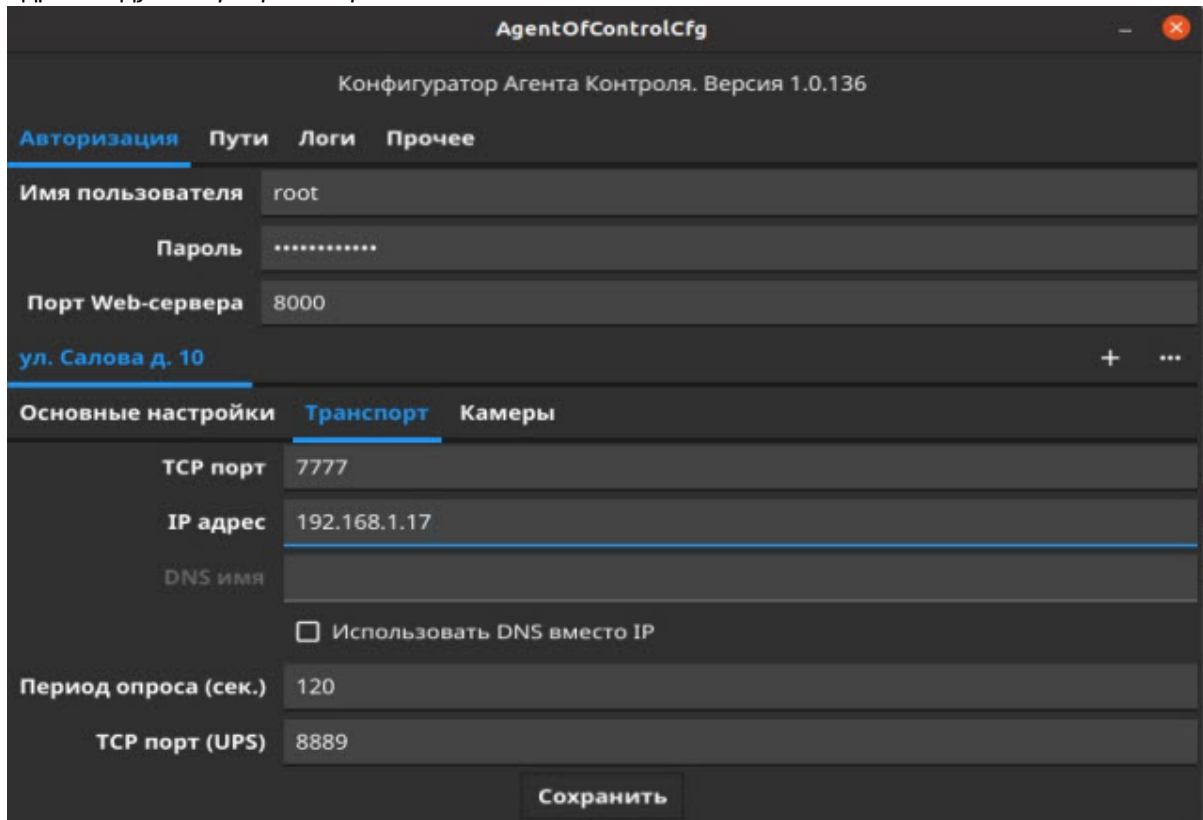 AgentOfControlCfg
Конфигуратор Агента Контроля. Версия 1.0.136
Авторизация Пути Логи Прочее
Имя пользователя root
Пароль ••••••••••••
Порт Web-сервера 8000
ул. Салова д. 10 + ...
Основные настройки Транспорт Камеры
TCP порт 7777
IP адрес 192.168.1.17
DNS имя
Использовать DNS вместо IP
Период опроса (сек.) 120
TCP порт (UPS) 8889
Сохранить